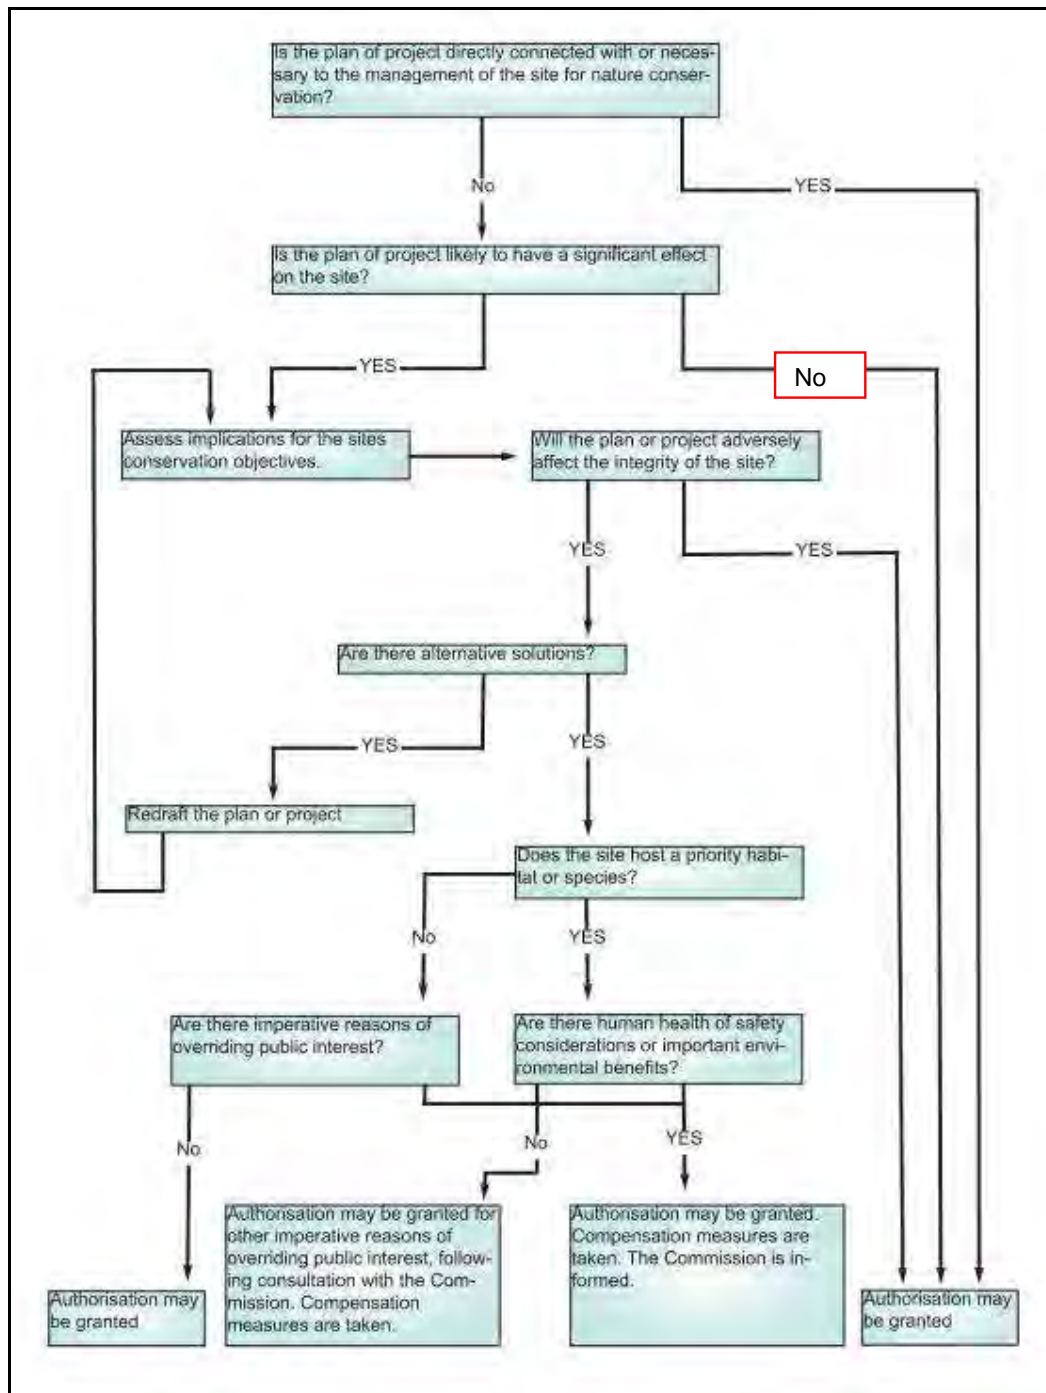 Is the plan of project directly connected with or neces-
sary to the management of the site for nature conser-
vation?
No
YES
Is the plan of project likely to have a significant effect
on the site?
YES
No
Assess implications for the sites
conservation objectives.
Will the plan or project adversely
affect the integrity of the site?
YES
YES
Are there alternative solutions?
YES
YES
Redraft the plan or project
Does the site host a priority habi-
tat or species?
No
YES
Are there imperative reasons of
overriding public interest?
Are there human health of safety
considerations or important envi-
ronmental benefits?
No
No
YES
Authorisation may be granted for
other imperative reasons of
overriding public interest, follow-
ing consultation with the Com-
mission. Compensation
measures are taken.
Authorisation may be granted.
Compensation measures are
taken. The Commission is in-
formed.
Authorisation may
be granted
Authorisation may
be granted